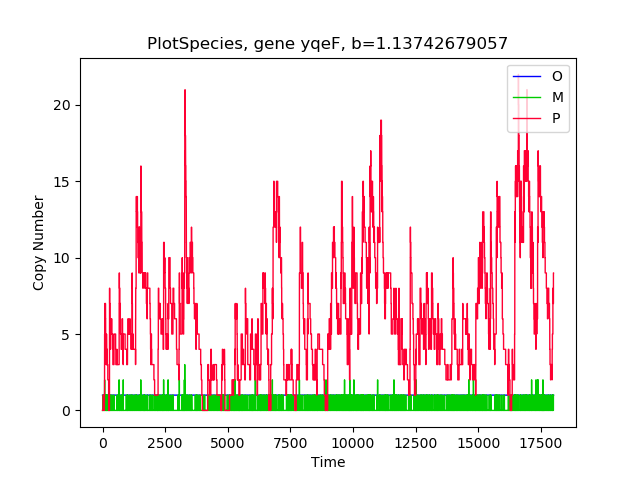 PlotSpecies, gene yqeF, b=1.13742679057
O
M
P
20
15
10
5
0
Copy Number
0 2500 5000 7500 10000 12500 15000 17500
Time